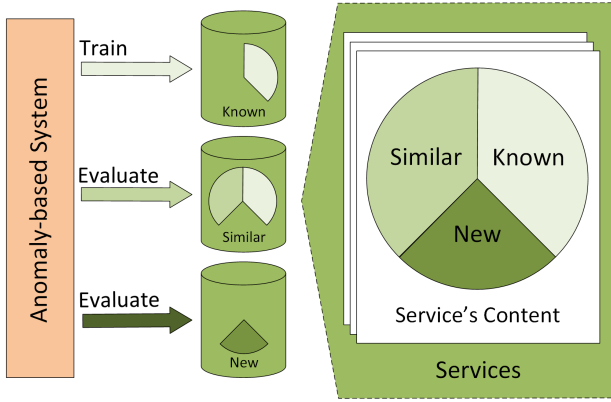 Anomaly-based System
Train
Known
Evaluate
Similar
Evaluate
New
Similar
Known
New
Service's Content
Services